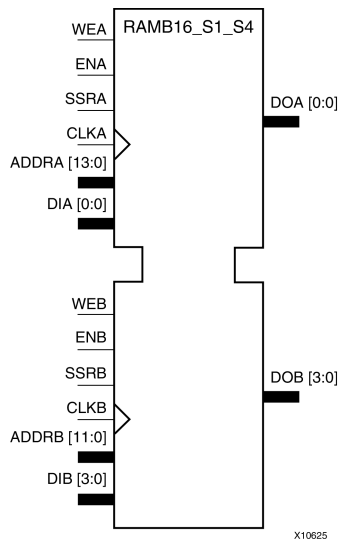 RAMB16_S1_S4
WEA
ENA
SSRA
DOA [0:0]
CLKA
ADDRA [13:0]
DIA [0:0]
WEB
ENB
SSRB
DOB [3:0]
CLKB
ADDRB [11:0]
DIB [3:0]
X10625